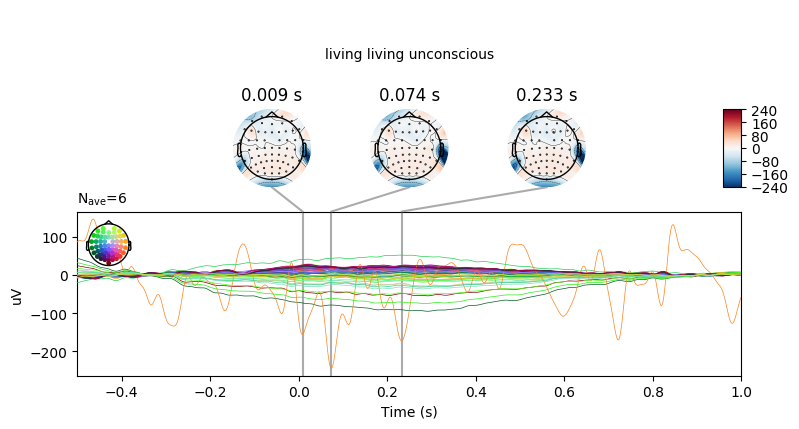 living living unconscious
0.009 s 0.074 s 0.233 s
240
160
80
0
−80
−160
−240
Nave=6
100
0
−100
−200
uV
−0.4 −0.2 0.0 0.2 0.4 0.6 0.8 1.0
Time (s)